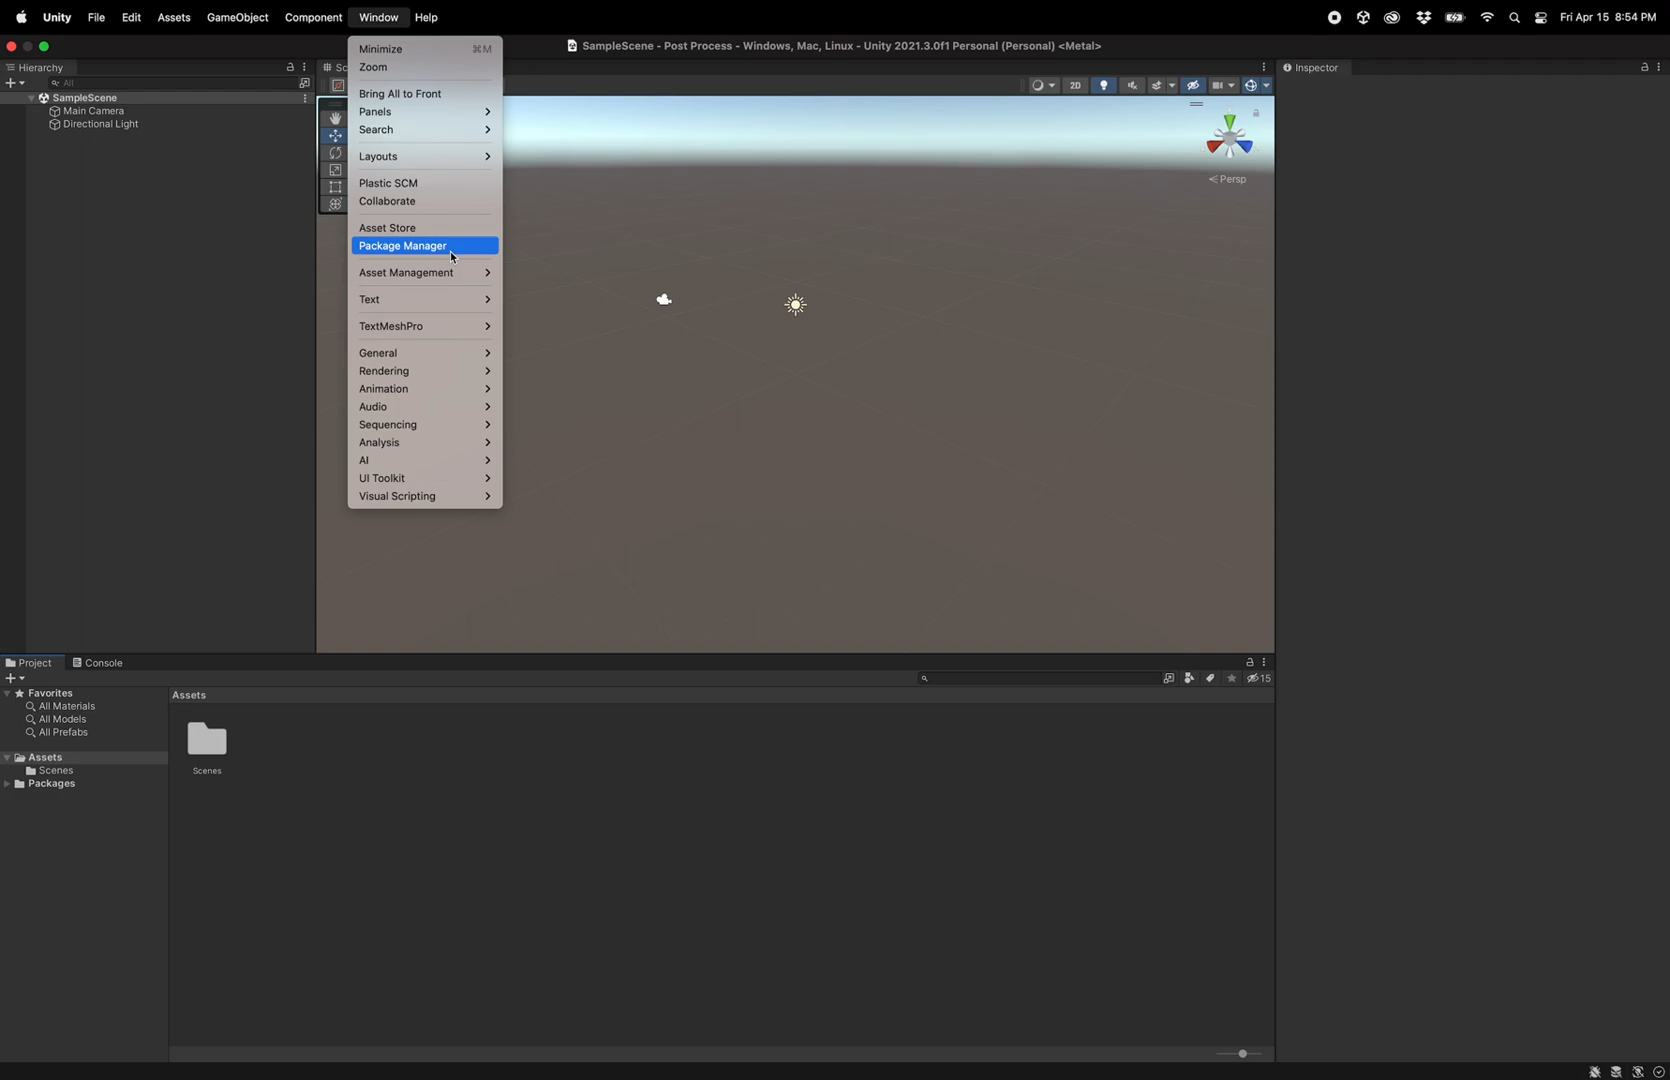 Unity File Edit Assets GameObject Component Window Help Fri Apr 15 8:54 PM
SampleScene - Post Process - Windows, Mac, Linux - Unity 2021.3.0f1 Personal (Personal) <Metal>
Hierarchy
All
SampleScene
Main Camera
Directional Light
Minimize ⌘M
Zoom
Bring All to Front
Panels
Search
Layouts
Plastic SCM
Collaborate
Asset Store
Package Manager
Asset Management
Text
TextMeshPro
General
Rendering
Animation
Audio
Sequencing
Analysis
AI
UI Toolkit
Visual Scripting
2D
< Persp
Inspector
Project Console
15
Favorites
All Materials
All Models
All Prefabs
Assets
Scenes
Packages
Assets
Scenes